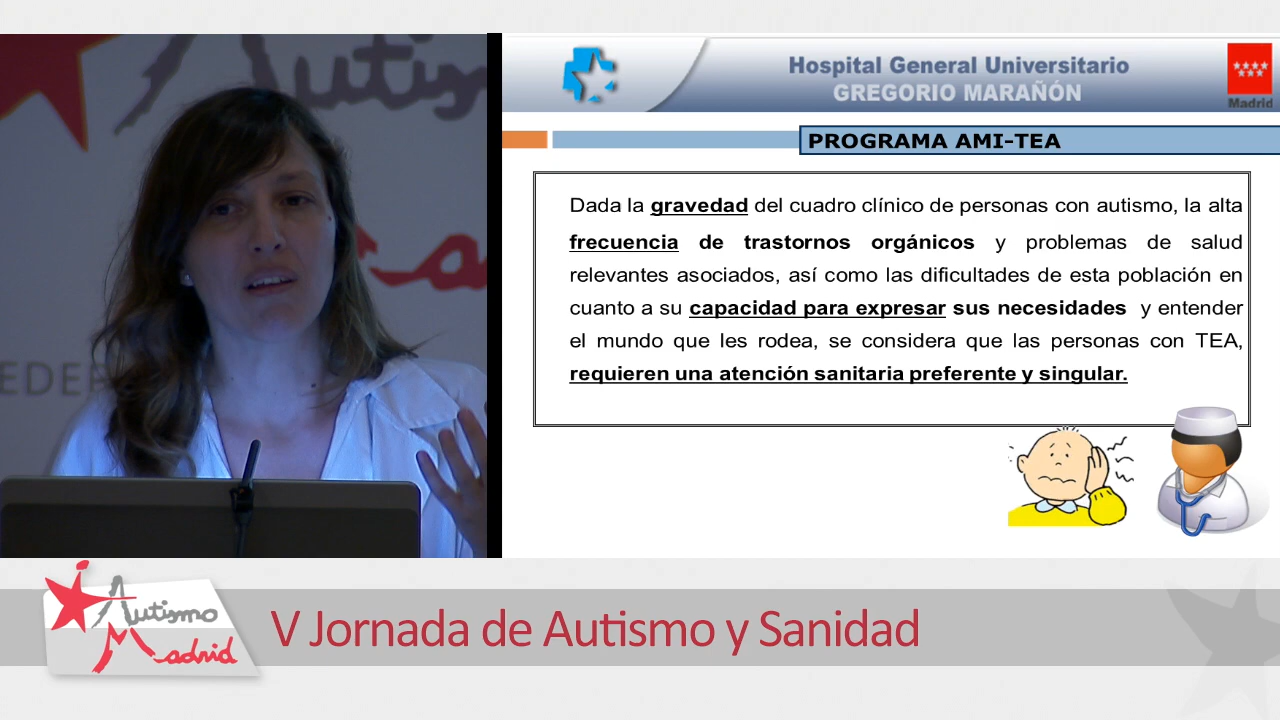 Autismo
EDER
Hospital General Universitario
GREGORIO MARAÑÓN
Madrid
PROGRAMA AMI-TEA
Dada la gravedad del cuadro clínico de personas con autismo, la alta
frecuencia de trastornos orgánicos y problemas de salud
relevantes asociados, así como las dificultades de esta población en
cuanto a su capacidad para expresar sus necesidades y entender
el mundo que les rodea, se considera que las personas con TEA,
requieren una atención sanitaria preferente y singular.
Autismo
Madrid
V Jornada de Autismo y Sanidad